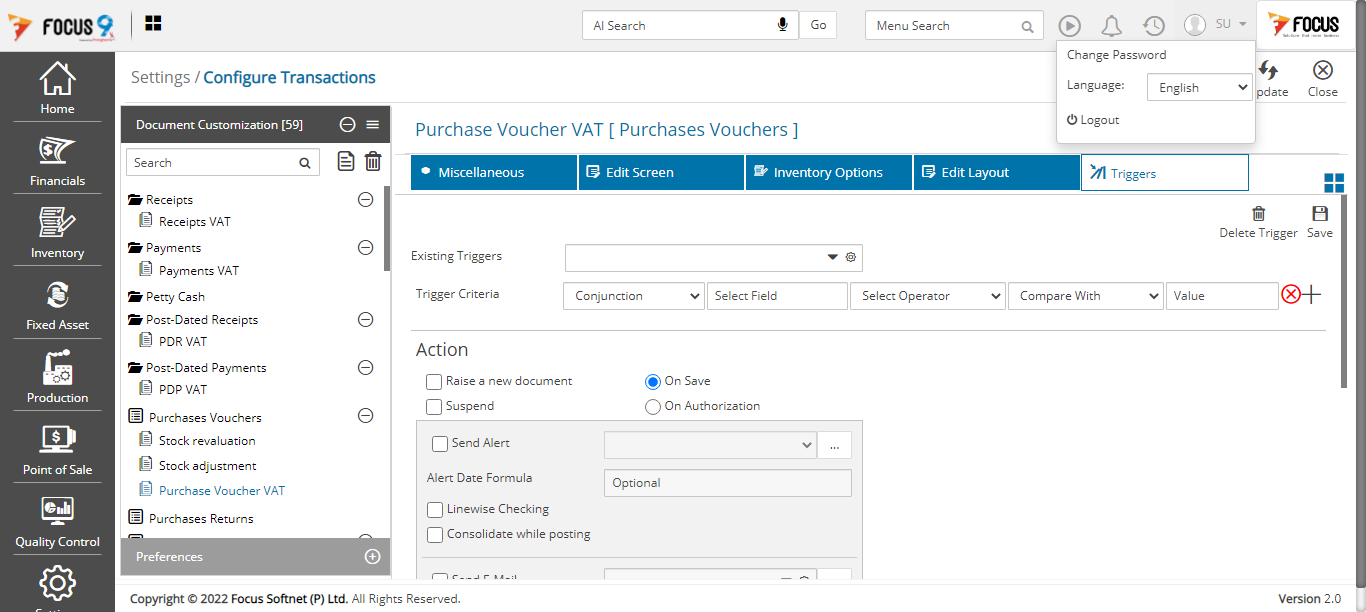 FOCUS 9
AI Search
Go
Menu Search
SU
FOCUS
Change Password
Language:
English
Logout
Settings / Configure Transactions
pdate
Close
Home
Financials
Inventory
Fixed Asset
Production
Point of Sale
Quality Control
Document Customization [59]
Search
Receipts
Receipts VAT
Payments
Payments VAT
Petty Cash
Post-Dated Receipts
PDR VAT
Post-Dated Payments
PDP VAT
Purchases Vouchers
Stock revaluation
Stock adjustment
Purchase Voucher VAT
Purchases Returns
Preferences
Purchase Voucher VAT [ Purchases Vouchers ]
Miscellaneous
Edit Screen
Inventory Options
Edit Layout
Triggers
Delete Trigger
Save
Existing Triggers
Trigger Criteria
Conjunction
Select Field
Select Operator
Compare With
Value
Action
Raise a new document
On Save
Suspend
On Authorization
Send Alert
...
Alert Date Formula
Optional
Linewise Checking
Consolidate while posting
Send E-Mail
Copyright © 2022 Focus Softnet (P) Ltd. All Rights Reserved.
Version 2.0